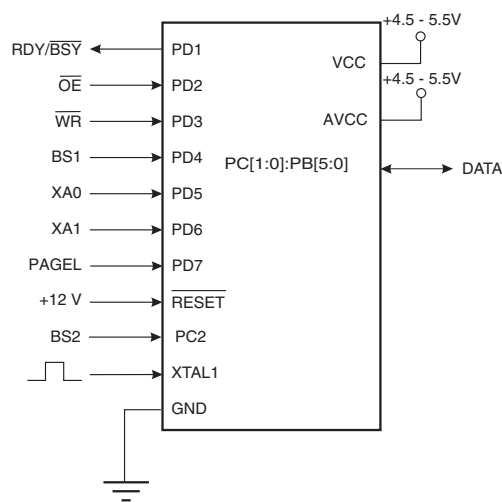 +4.5 - 5.5V
RDY/BSY PD1
VCC
+4.5 - 5.5V
OE PD2
WR PD3
AVCC
BS1 PD4
PC[1:0]:PB[5:0] DATA
XA0 PD5
XA1 PD6
PAGEL PD7
+12 V RESET
BS2 PC2
XTAL1
GND